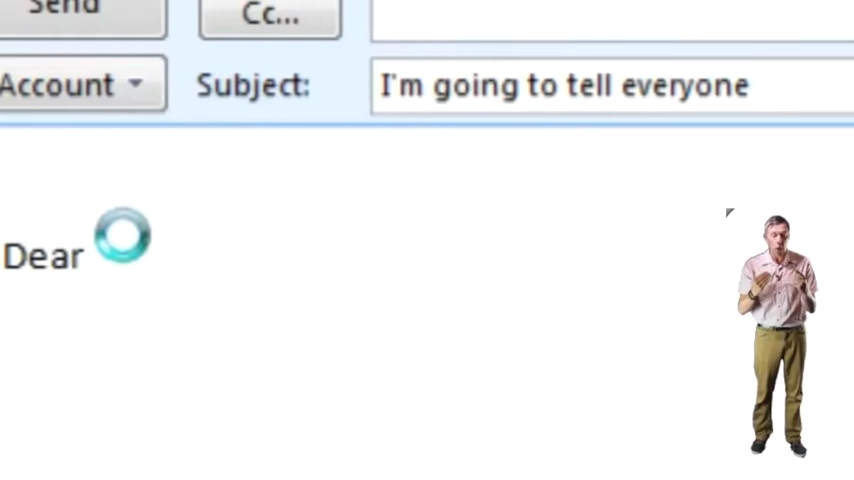 Send
Cc...
Account
Subject:
I'm going to tell everyone
Dear